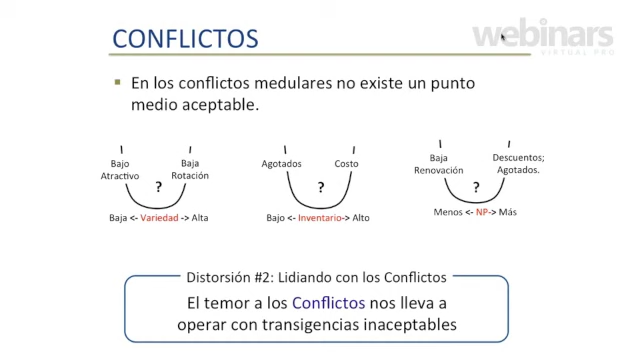 webinars
VIRTUAL PRO
CONFLICTOS
En los conflictos medulares no existe un punto
medio aceptable.
Bajo
Atractivo
Baja
Rotación
?
Baja <- Variedad -> Alta
Agotados
Costo
?
Bajo <- Inventario-> Alto
Baja
Renovación
Descuentos;
Agotados.
?
Menos <- NP-> Más
Distorsión #2: Lidiando con los Conflictos
El temor a los Conflictos nos lleva a
operar con transigencias inaceptables